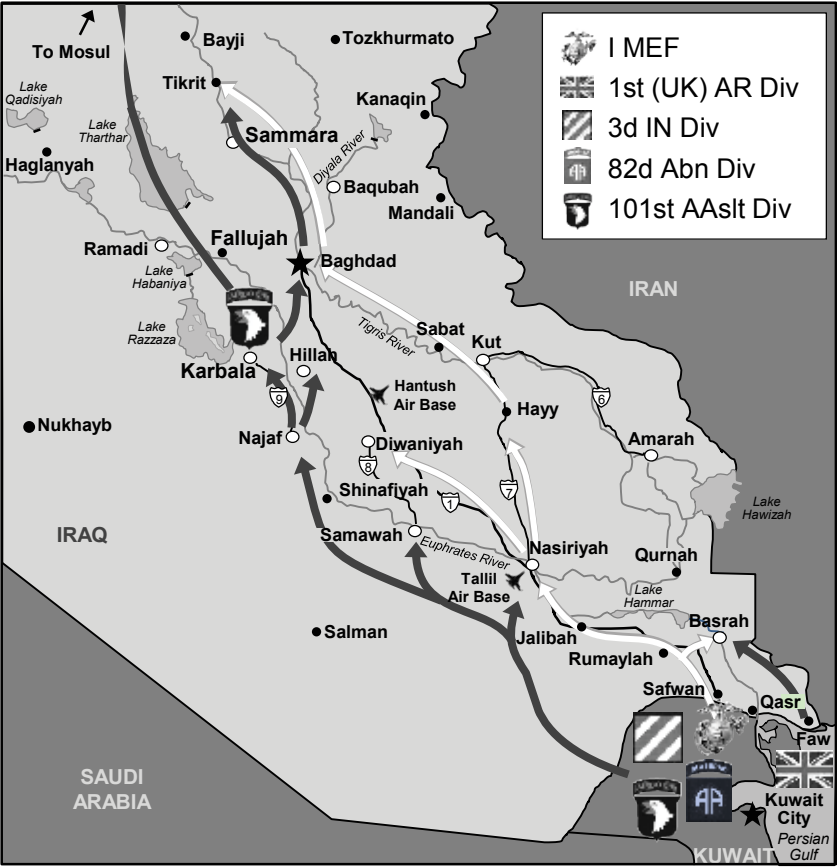 To Mosul
Bayji
Tozkhurmato
Tikrit
Lake
Qadisiyah
Lake
Tharthar
Kanaqin
Sammara
Diyala River
Haglanyah
Baqubah
Mandali
Ramadi
Fallujah
Baghdad
Lake
Habaniya
Lake
Razzaza
Tigris River
Sabat
Kut
Karbala
Hillah
9
Hantush
Air Base
6
Hayy
Nukhayb
Najaf
Diwaniyah
8
Amarah
Shinafiyah
1
7
Lake
Hawizah
IRAQ
Samawah
Euphrates River
Nasiriyah
Qurnah
Tallil
Air Base
Lake
Hammar
Salman
Jalibah
Basrah
Rumaylah
Safwan
Qasr
Faw
SAUDI
ARABIA
AA
Kuwait
City
Persian
Gulf
KUWAIT
IRAN
I MEF
1st (UK) AR Div
3d IN Div
AA
82d Abn Div
101st AAslt Div